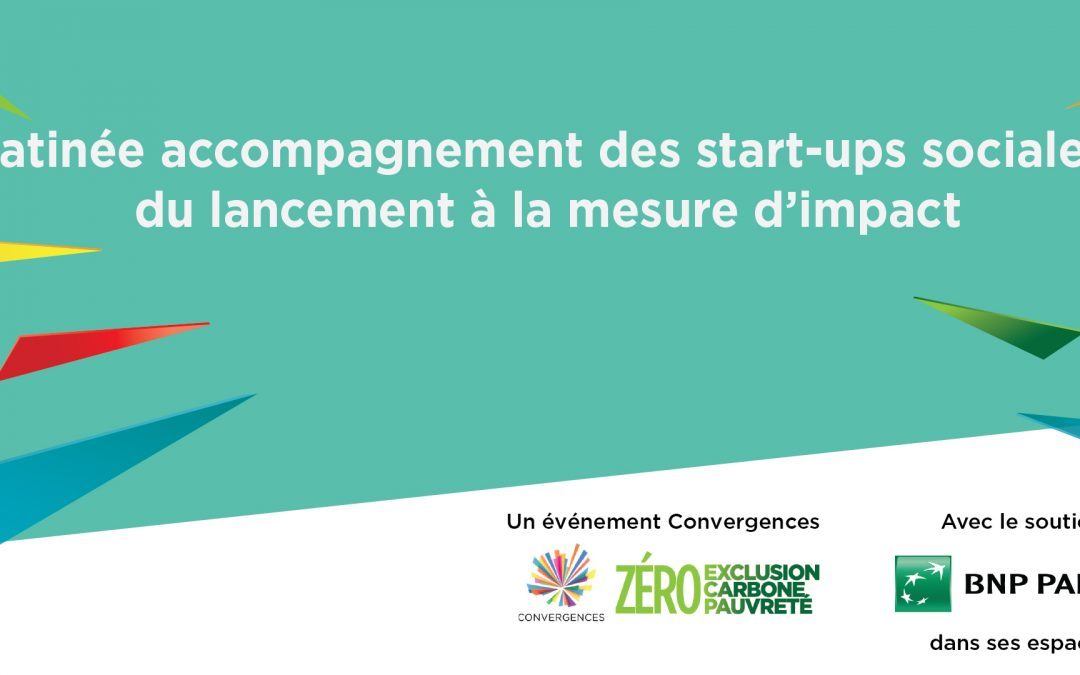 atinée accompagnement des start-ups sociale
du lancement à la mesure d’impact
Un événement Convergences
Avec le soutie
CONVERGENCES
ZÉRO EXCLUSION
CARBONE
PAUVRETÉ
BNP PAR
dans ses espac